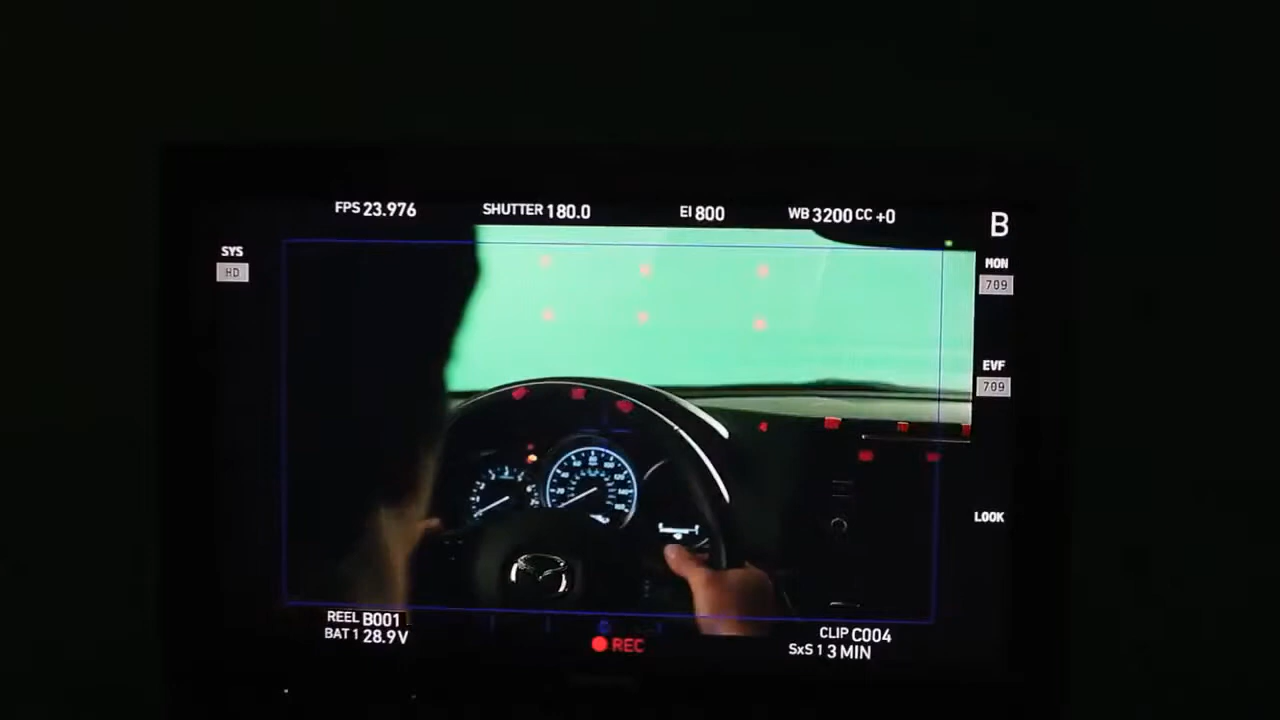 FPS 23.976
SHUTTER 180.0
EI 800
WB 3200 CC +0
B
SYS
HD
MON
709
EVF
709
LOOK
REEL B001
BAT 1 28.9 V
REC
CLIP C004
SxS 1 3 MIN